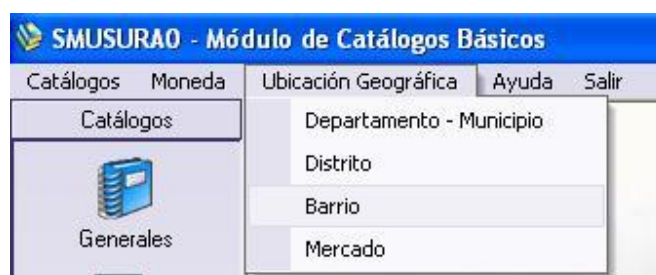 SMUSURA0 - Módulo de Catálogos Básicos
Catálogos Moneda Ubicación Geográfica Ayuda Salir
Catálogos
Departamento - Municipio
Distrito
Barrio
Generales
Mercado